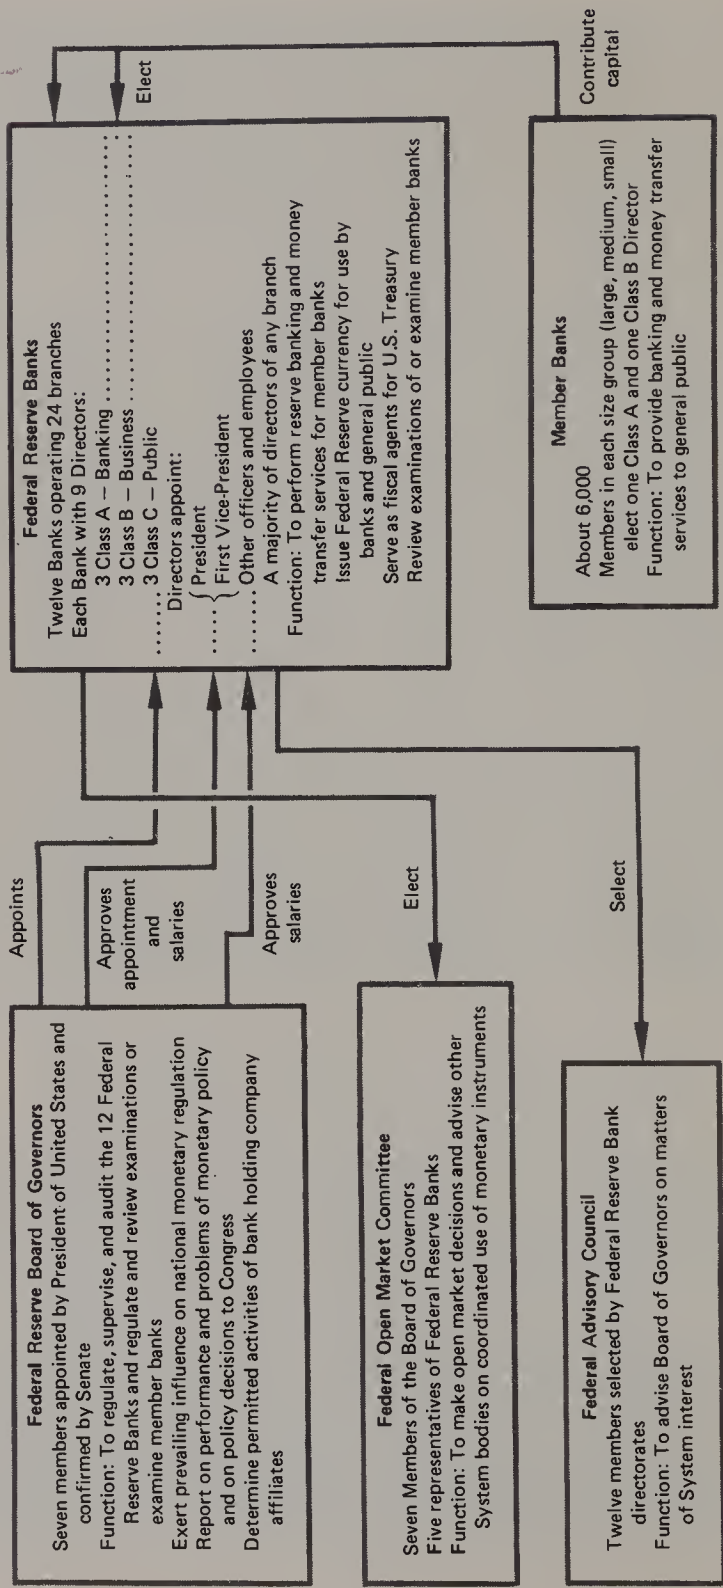 Federal Reserve Board of Governors
Seven members appointed by President of United States and
confirmed by Senate
Function: To regulate, supervise, and audit the 12 Federal
Reserve Banks and regulate and review examinations or
examine member banks
Exert prevailing influence on national monetary regulation
Report on performance and problems of monetary policy
and on policy decisions to Congress
Determine permitted activities of bank holding company
affiliates
Appoints
Approves
appointment
and
salaries
Approves
salaries
Federal Reserve Banks
Twelve Banks operating 24 branches
Each Bank with 9 Directors:
3 Class A – Banking ..............................
3 Class B – Business ..............................
....... 3 Class C – Public
Directors appoint:
..... { President
First Vice-President
....... Other officers and employees
A majority of directors of any branch
Function: To perform reserve banking and money
transfer services for member banks
Issue Federal Reserve currency for use by
banks and general public
Serve as fiscal agents for U.S. Treasury
Review examinations of or examine member banks
Elect
Federal Open Market Committee
Seven Members of the Board of Governors
Five representatives of Federal Reserve Banks
Function: To make open market decisions and advise other
System bodies on coordinated use of monetary instruments
Elect
Federal Advisory Council
Twelve members selected by Federal Reserve Bank
directorates
Function: To advise Board of Governors on matters
of System interest
Select
Member Banks
About 6,000
Members in each size group (large, medium, small)
elect one Class A and one Class B Director
Function: To provide banking and money transfer
services to general public
Contribute
capital